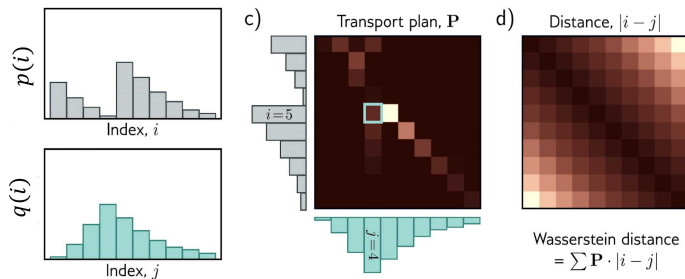 p(i)
Index, i
q(i)
Index, j
c)
Transport plan, P
i=5
j=4
d)
Distance, |i − j|
Wasserstein distance
= ∑ P · |i − j|